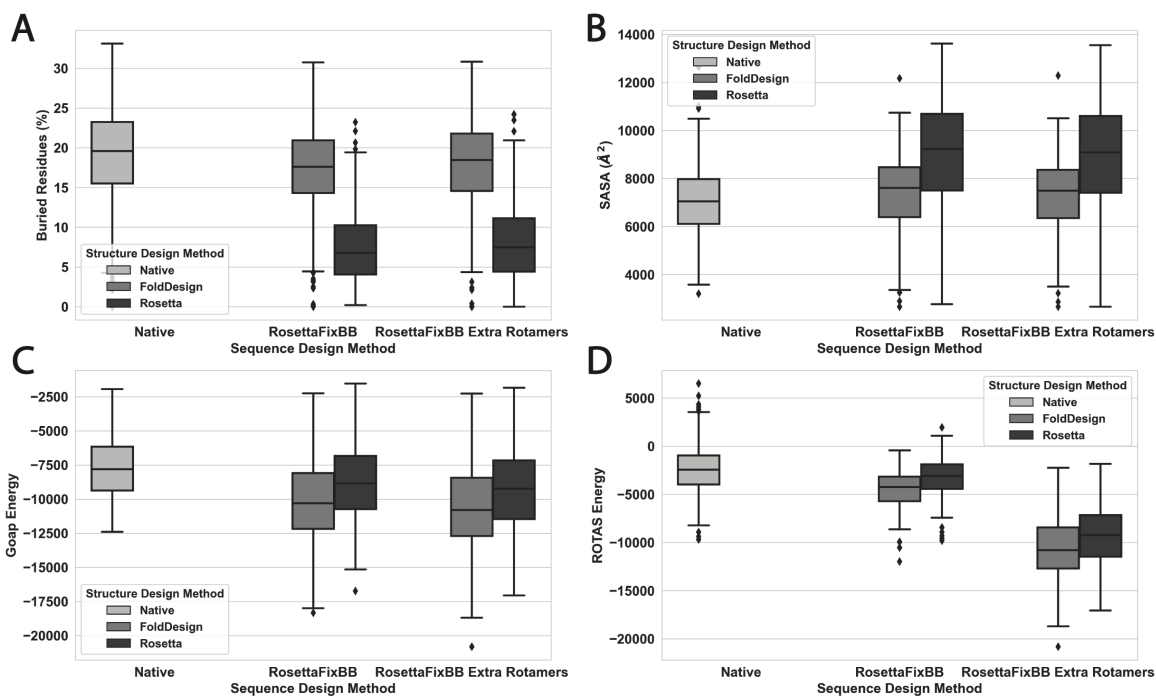 A
Buried Residues (%)
30
25
20
15
10
5
0
Structure Design Method
Native
FoldDesign
Rosetta
Native
RosettaFixBB
RosettaFixBB Extra Rotamers
Sequence Design Method
B
SASA (Å²)
14000
12000
10000
8000
6000
4000
Structure Design Method
Native
FoldDesign
Rosetta
Native
RosettaFixBB
RosettaFixBB Extra Rotamers
Sequence Design Method
C
Goap Energy
−2500
−5000
−7500
−10000
−12500
−15000
−17500
−20000
Structure Design Method
Native
FoldDesign
Rosetta
Native
RosettaFixBB
RosettaFixBB Extra Rotamers
Sequence Design Method
D
ROTAS Energy
5000
0
−5000
−10000
−15000
−20000
Structure Design Method
Native
FoldDesign
Rosetta
Native
RosettaFixBB
RosettaFixBB Extra Rotamers
Sequence Design Method